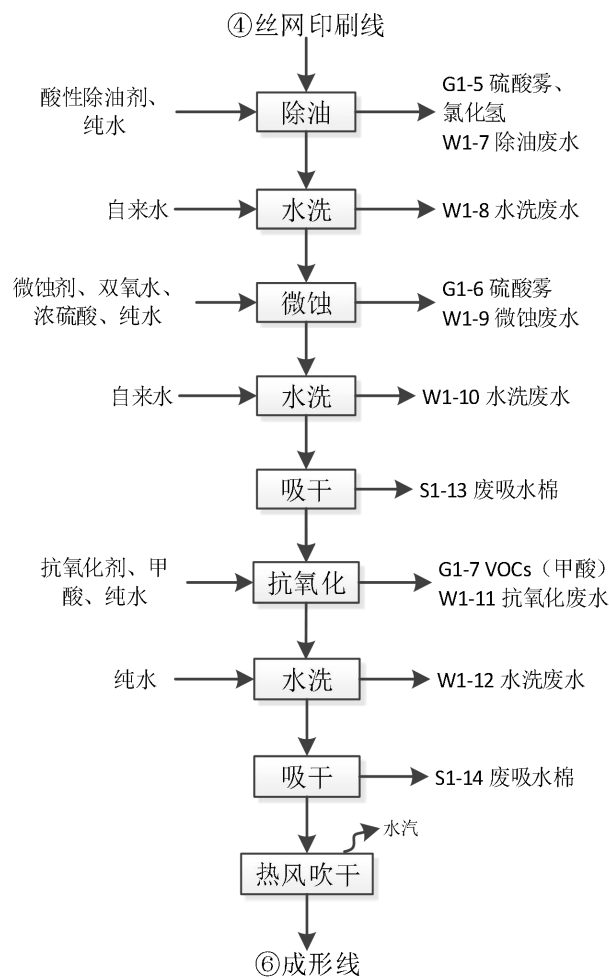 ④丝网印刷线
酸性除油剂、
纯水
除油
G1-5 硫酸雾、
氯化氢
W1-7 除油废水
自来水
水洗
W1-8 水洗废水
微蚀剂、双氧水、
浓硫酸、纯水
微蚀
G1-6 硫酸雾
W1-9 微蚀废水
自来水
水洗
W1-10 水洗废水
吸干
S1-13 废吸水棉
抗氧化剂、甲
酸、纯水
抗氧化
G1-7 VOCs（甲酸）
W1-11 抗氧化废水
纯水
水洗
W1-12 水洗废水
吸干
S1-14 废吸水棉
水汽
热风吹干
⑥成形线